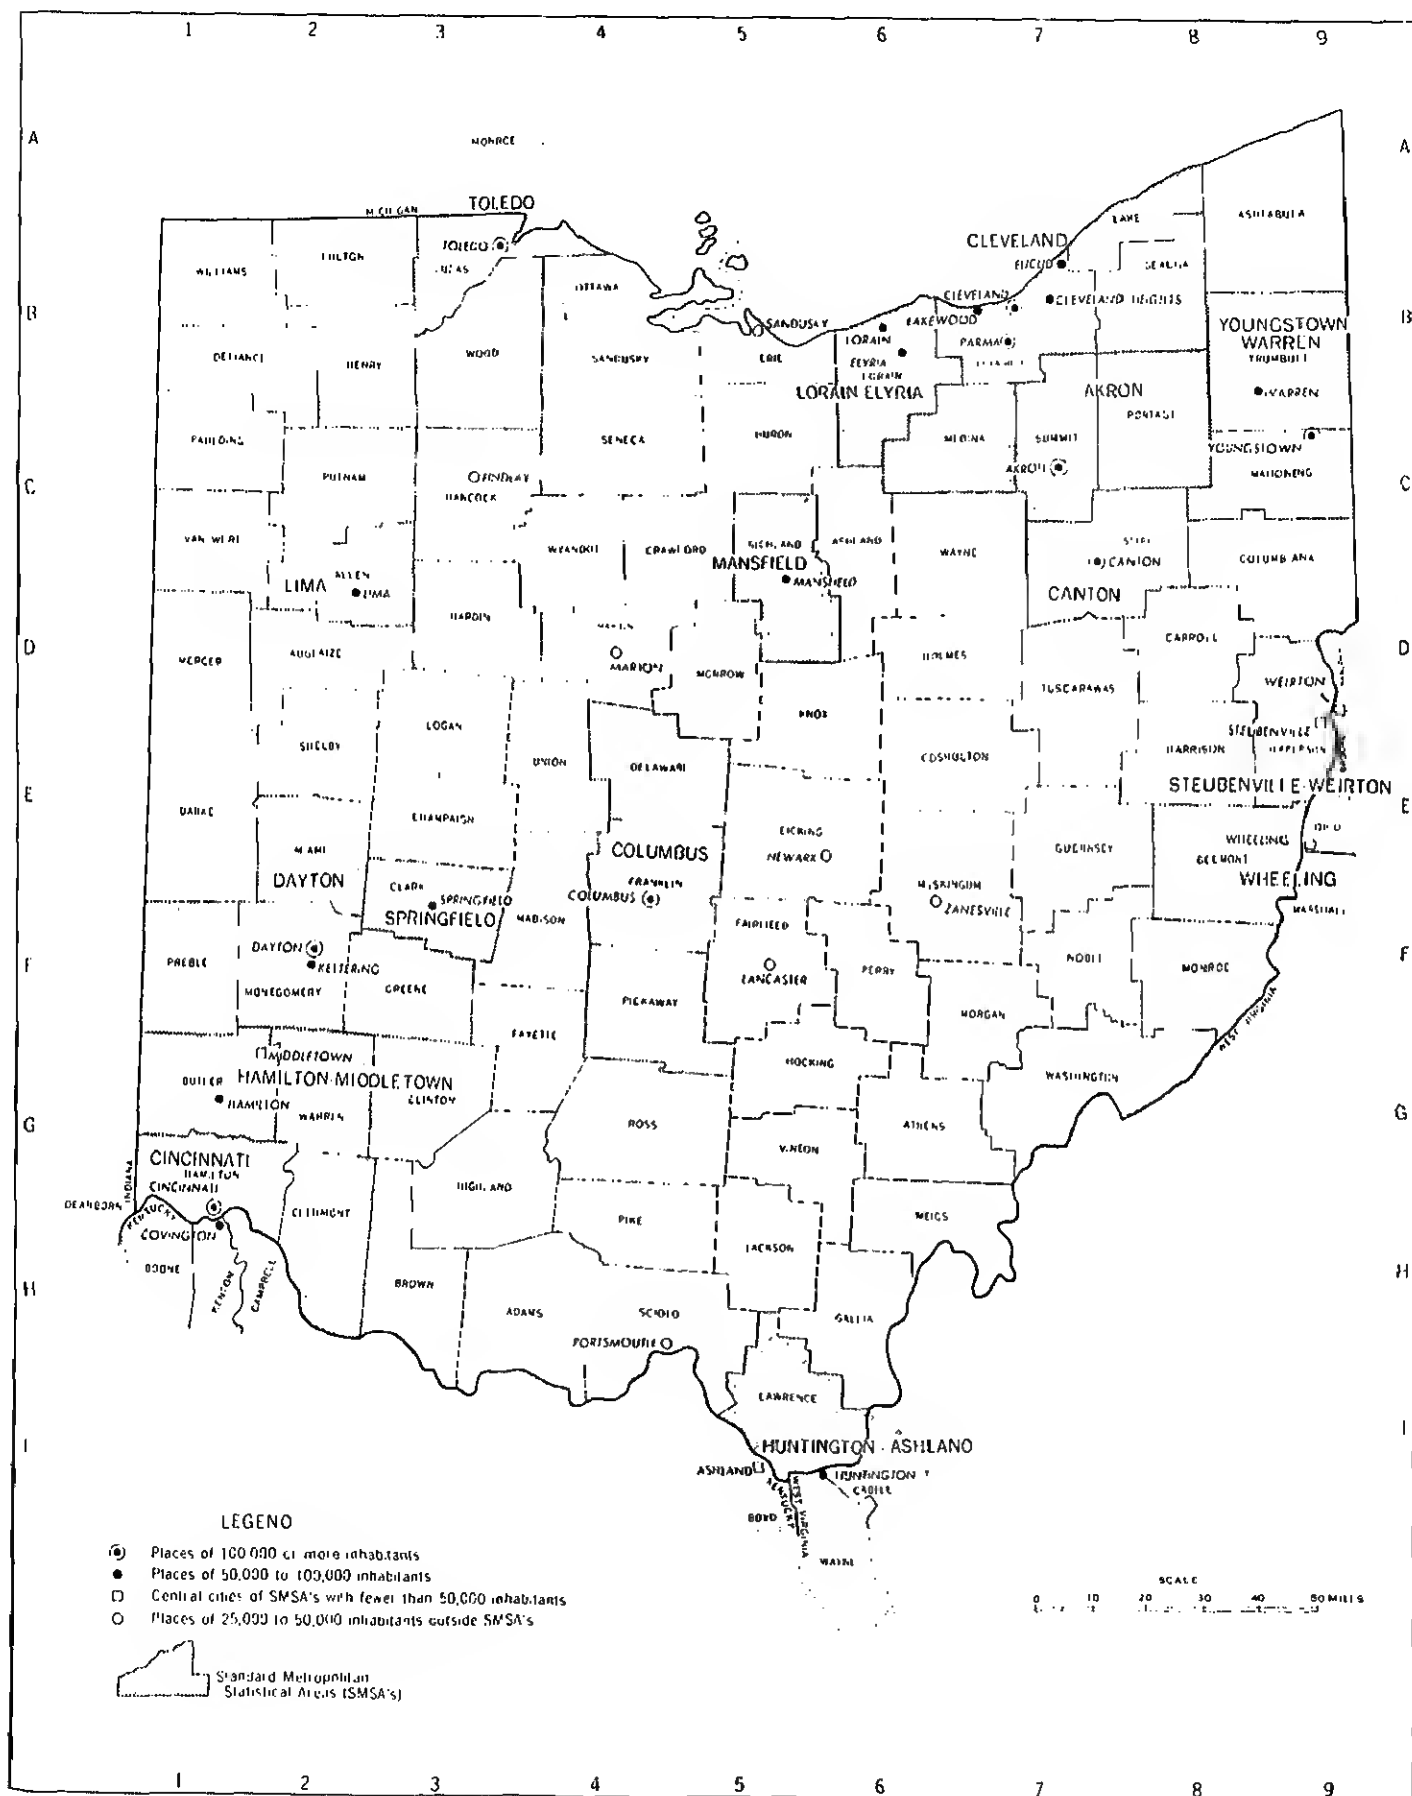 1 2 3 4 5 6 7 8 9
A A
MONROE
MICHIGAN TOLEDO
LAKE ASHTABULA
TOLEDO
FULTON LUCAS
WILLIAMS
CLEVELAND
EUCLID GEAUGA
OTTAWA
CLEVELAND CLEVELAND HEIGHTS
B B
SANDUSKY LAKEWOOD
YOUNGSTOWN
WARREN
LORAIN PARMA
DEFIANCE HENRY WOOD SANDUSKY ERIE
ELYRIA TRUMBULL
LORAIN
LORAIN ELYRIA AKRON WARREN
PORTAGE
PAULDING SENECA HURON MEDINA SUMMIT
YOUNGSTOWN
AKRON MAHONING
PUTNAM FINDLAY
HANCOCK
C C
VAN WERT WYANDOT CRAWFORD RICHLAND ASHLAND WAYNE STARK
MANSFIELD CANTON COLUMBIANA
ALLEN MANSFIELD
LIMA LIMA CANTON
HARDIN MARION
CARROLL
D D
MERCER AUGLAIZE MARION MORROW HOLMES
TUSCARAWAS WEIRTON
LOGAN KNOX
SHELBY UNION DELAWARE COSHOCTON HARRISON STEUBENVILLE
JEFFERSON
STEUBENVILLE-WEIRTON
E E
DARKE CHAMPAIGN LICKING
OHIO
MIAMI COLUMBUS NEWARK GUERNSEY WHEELING
BELMONT
DAYTON CLARK FRANKLIN MUSKINGUM WHEELING
SPRINGFIELD COLUMBUS ZANESVILLE
SPRINGFIELD MADISON FAIRFIELD MARSHALL
DAYTON
F F
PREBLE KETTERING LANCASTER PERRY NOBLE MONROE
MONTGOMERY GREENE PICKAWAY
MORGAN
WEST VIRGINIA
FAYETTE
MIDDLETOWN HOCKING
BUTLER HAMILTON-MIDDLETOWN WASHINGTON
HAMILTON CLINTON
WARREN
G G
ROSS ATHENS
VINTON
CINCINNATI
INDIANA HAMILTON
CINCINNATI HIGHLAND
DEARBORN KENTUCKY CLERMONT PIKE MEIGS
COVINGTON JACKSON
BOONE KENTON CAMPBELL
H H
BROWN ADAMS SCIOTO GALLIA
PORTSMOUTH
LAWRENCE
I I
HUNTINGTON - ASHLAND
ASHLAND HUNTINGTON
CABELL
KENTUCKY WEST VIRGINIA
BOYD
WAYNE
LEGEND
Places of 100,000 or more inhabitants
Places of 50,000 to 100,000 inhabitants
Central cities of SMSA's with fewer than 50,000 inhabitants
Places of 25,000 to 50,000 inhabitants outside SMSA's
Standard Metropolitan
Statistical Areas (SMSA's)
SCALE
0 10 20 30 40 50 MILES
1 2 3 4 5 6 7 8 9